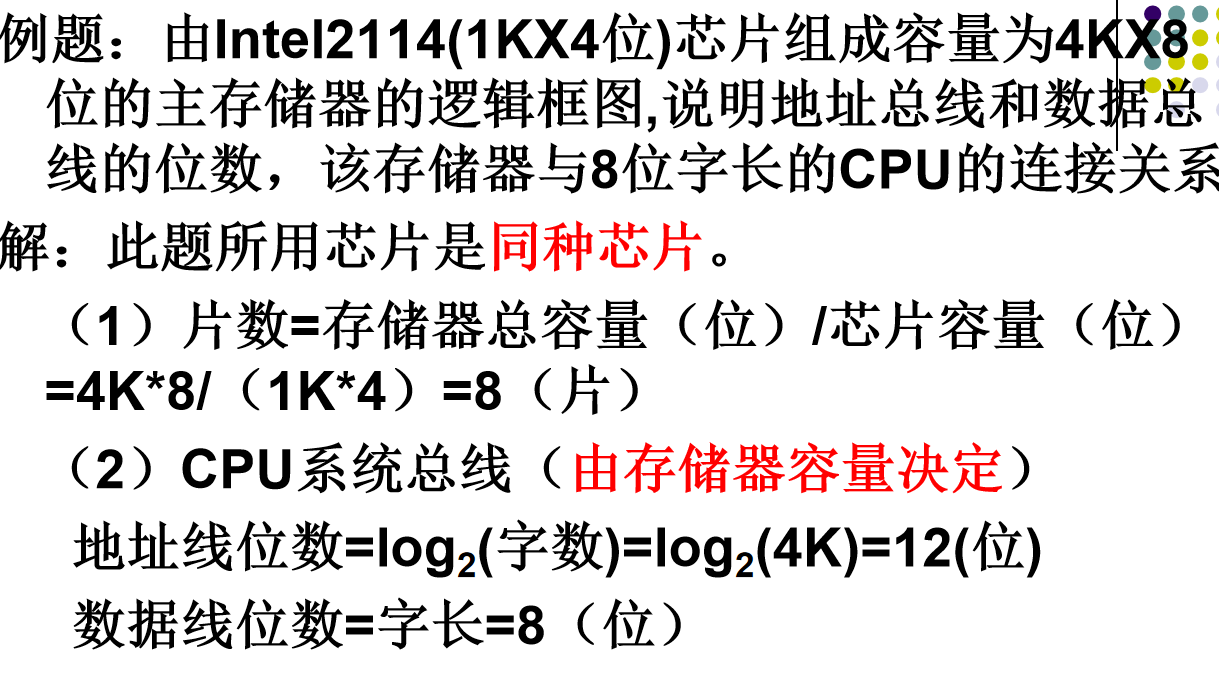 例题：由Intel2114(1KX4位)芯片组成容量为4KX8
位的主存储器的逻辑框图,说明地址总线和数据总
线的位数，该存储器与8位字长的CPU的连接关系
解：此题所用芯片是同种芯片。
（1）片数=存储器总容量（位）/芯片容量（位）
=4K*8/（1K*4）=8（片）
（2）CPU系统总线（由存储器容量决定）
地址线位数=log₂(字数)=log₂(4K)=12(位)
数据线位数=字长=8（位）